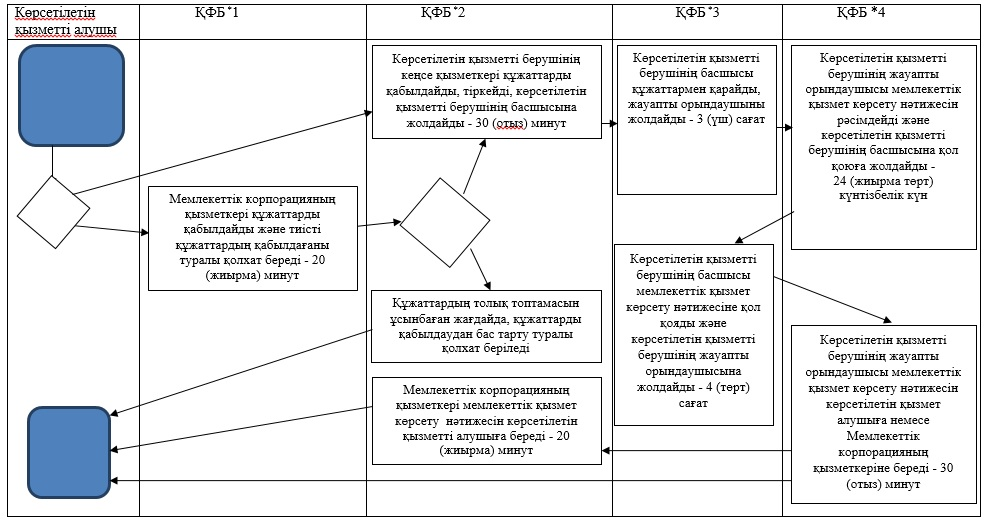 Көрсетілетін
қызметті алушы
ҚФБ*1
ҚФБ*2
ҚФБ*3
ҚФБ *4
Көрсетілетін қызметті берушінің
кеңсе қызметкері құжаттарды
қабылдайды, тіркейді, көрсетілетін
қызметті берушінің басшысына
жолдайды - 30 (отыз) минут
Көрсетілетін қызметті
берушінің басшысы
құжаттармен қарайды,
жауапты орындаушыны
жолдайды - 3 (үш) сағат
Көрсетілетін қызметті
берушінің жауапты
орындаушысы мемлекеттік
қызмет көрсету нәтижесін
рәсімдейді және
көрсетілетін қызметті
берушінің басшысына қол
қоюға жолдайды -
24 (жиырма төрт)
күнтізбелік күн
Мемлекеттік корпорацияның
қызметкері құжаттарды
қабылдайды және тиісті
құжаттардың қабылдағаны
туралы қолхат береді - 20
(жиырма) минут
Құжаттардың толық топтамасын
ұсынбаған жағдайда, құжаттарды
қабылдаудан бас тарту туралы
қолхат беріледі
Көрсетілетін қызметті
берушінің басшысы
мемлекеттік қызмет
көрсету нәтижесіне қол
қояды және
көрсетілетін қызметті
берушінің жауапты
орындаушысына
жолдайды - 4 (төрт)
сағат
Көрсетілетін қызметті
берушінің жауапты
орындаушысы мемлекеттік
қызмет көрсету нәтижесін
көрсетілетін қызмет
алушыға немесе
Мемлекеттік
корпорацияның
қызметкеріне береді - 30
(отыз) минут
Мемлекеттік корпорацияның
қызметкері мемлекеттік қызмет
көрсету нәтижесін көрсетілетін
қызметті алушыға береді - 20
(жиырма) минут